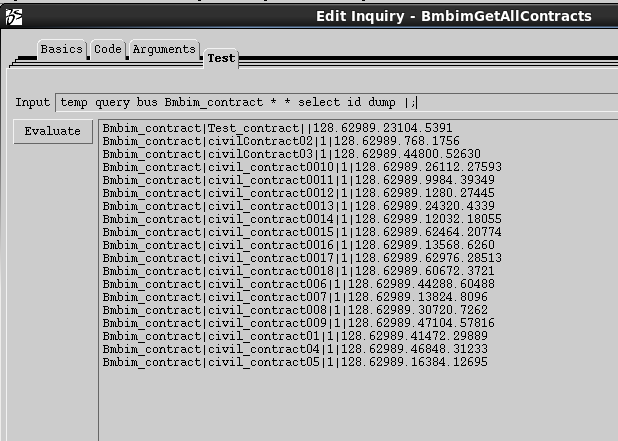 Edit Inquiry - BmbimGetAllContracts
Basics Code Arguments Test
Input temp query bus Bmbim_contract * * select id dump |;
Evaluate
Bmbim_contract|Test_contract||128.62989.23104.5391
Bmbim_contract|civilContract02|1|128.62989.768.1756
Bmbim_contract|civilContract03|1|128.62989.44800.52630
Bmbim_contract|civil_contract0010|1|128.62989.26112.27593
Bmbim_contract|civil_contract0011|1|128.62989.9984.39349
Bmbim_contract|civil_contract0012|1|128.62989.1280.27445
Bmbim_contract|civil_contract0013|1|128.62989.24320.4339
Bmbim_contract|civil_contract0014|1|128.62989.12032.18055
Bmbim_contract|civil_contract0015|1|128.62989.62464.20774
Bmbim_contract|civil_contract0016|1|128.62989.13568.6260
Bmbim_contract|civil_contract0017|1|128.62989.62976.28513
Bmbim_contract|civil_contract0018|1|128.62989.60672.3721
Bmbim_contract|civil_contract006|1|128.62989.44288.60488
Bmbim_contract|civil_contract007|1|128.62989.13824.8096
Bmbim_contract|civil_contract008|1|128.62989.30720.7262
Bmbim_contract|civil_contract009|1|128.62989.47104.57816
Bmbim_contract|civil_contract01|1|128.62989.41472.29889
Bmbim_contract|civil_contract04|1|128.62989.46848.31233
Bmbim_contract|civil_contract05|1|128.62989.16384.12695